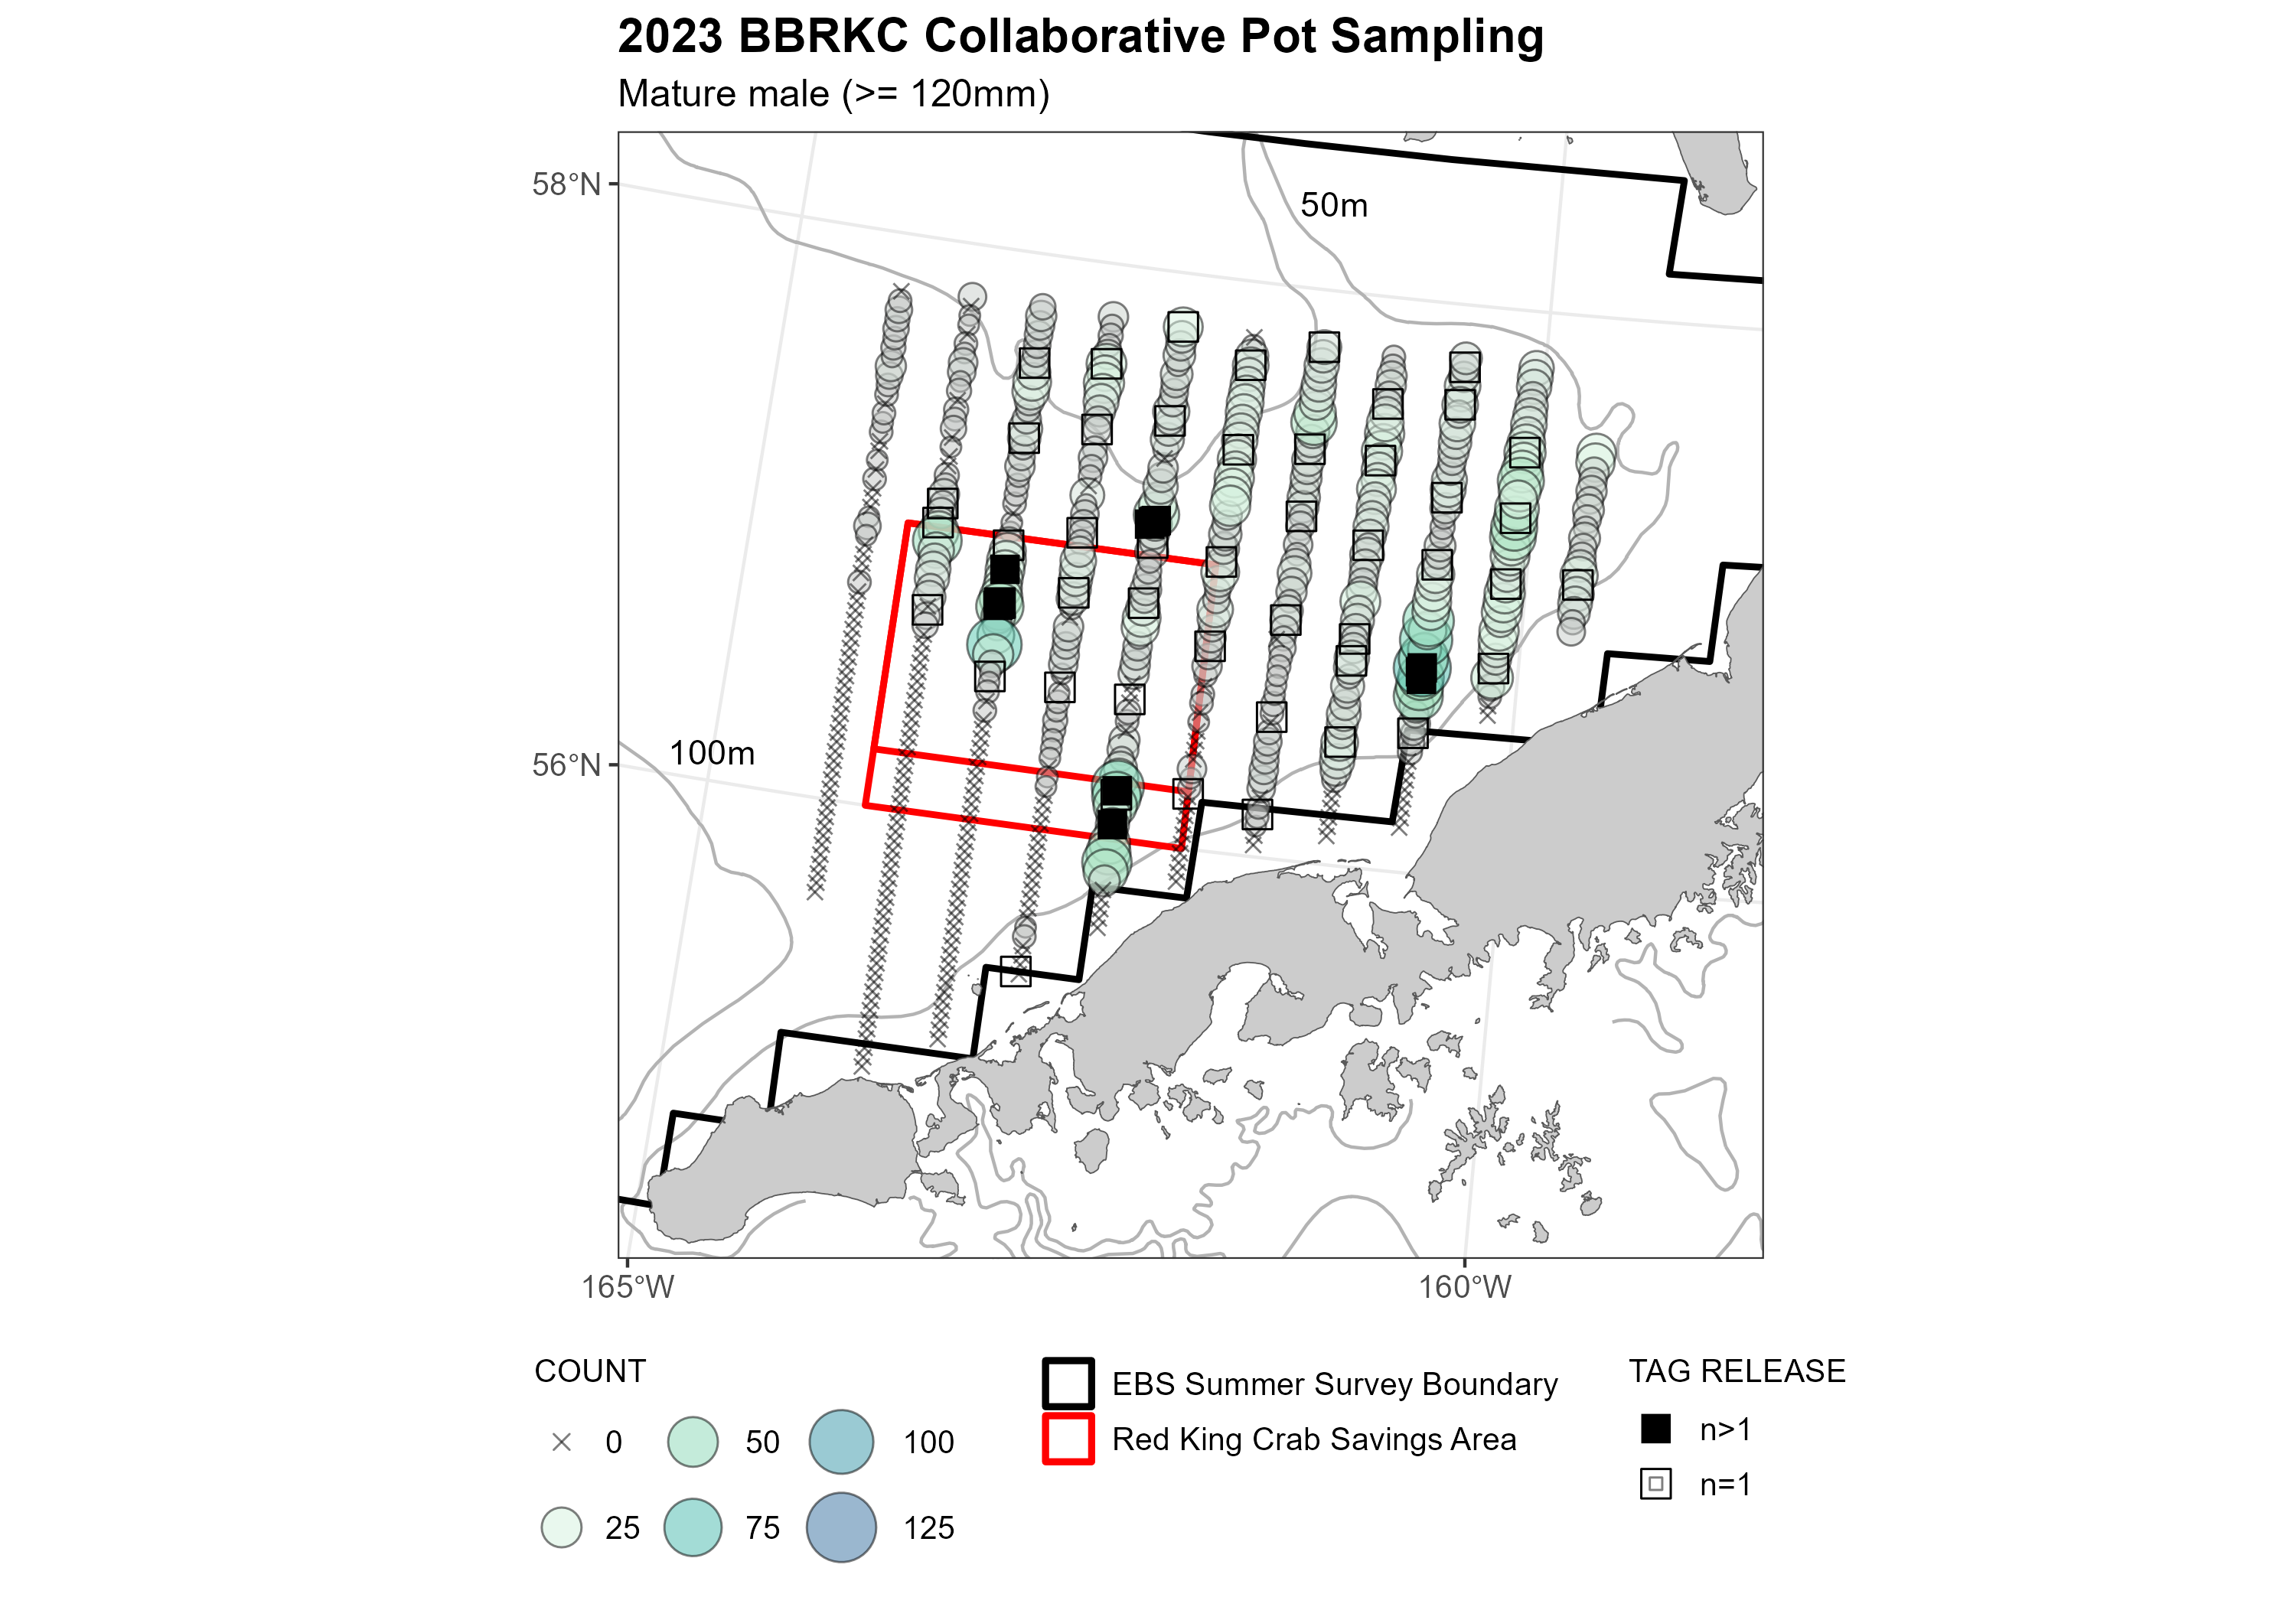 2023 BBRKC Collaborative Pot Sampling
Mature male (>= 120mm)
58°N
50m
56°N
100m
165°W
160°W
COUNT
0
50
100
25
75
125
EBS Summer Survey Boundary
Red King Crab Savings Area
TAG RELEASE
n>1
n=1